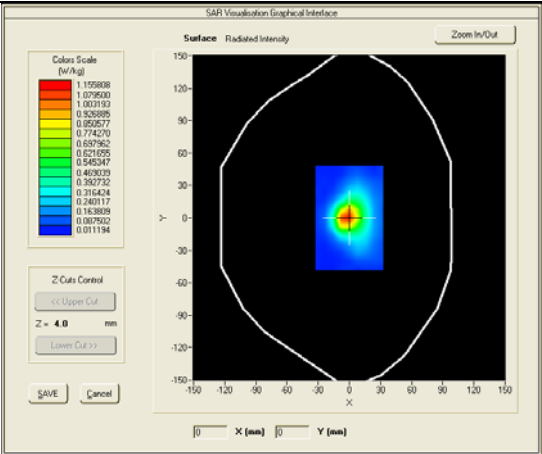 SAR Visualisation Graphical Interface
Surface Radiated Intensity
Zoom In/Out
Colors Scale
(W/kg)
1.155808
1.079500
1.003193
0.926885
0.850577
0.774270
0.697962
0.621655
0.545347
0.469039
0.392732
0.316424
0.240117
0.163809
0.087502
0.011194
150-
120-
90-
60-
30-
0-
-30-
-60-
-90-
-120-
-150-
Y
-150 -120 -90 -60 -30 0 30 60 90 120 150
X
Z-Cuts Control
<< Upper Cut
Z = 4.0 mm
Lower Cut >>
SAVE Cancel
0 X (mm) 0 Y (mm)